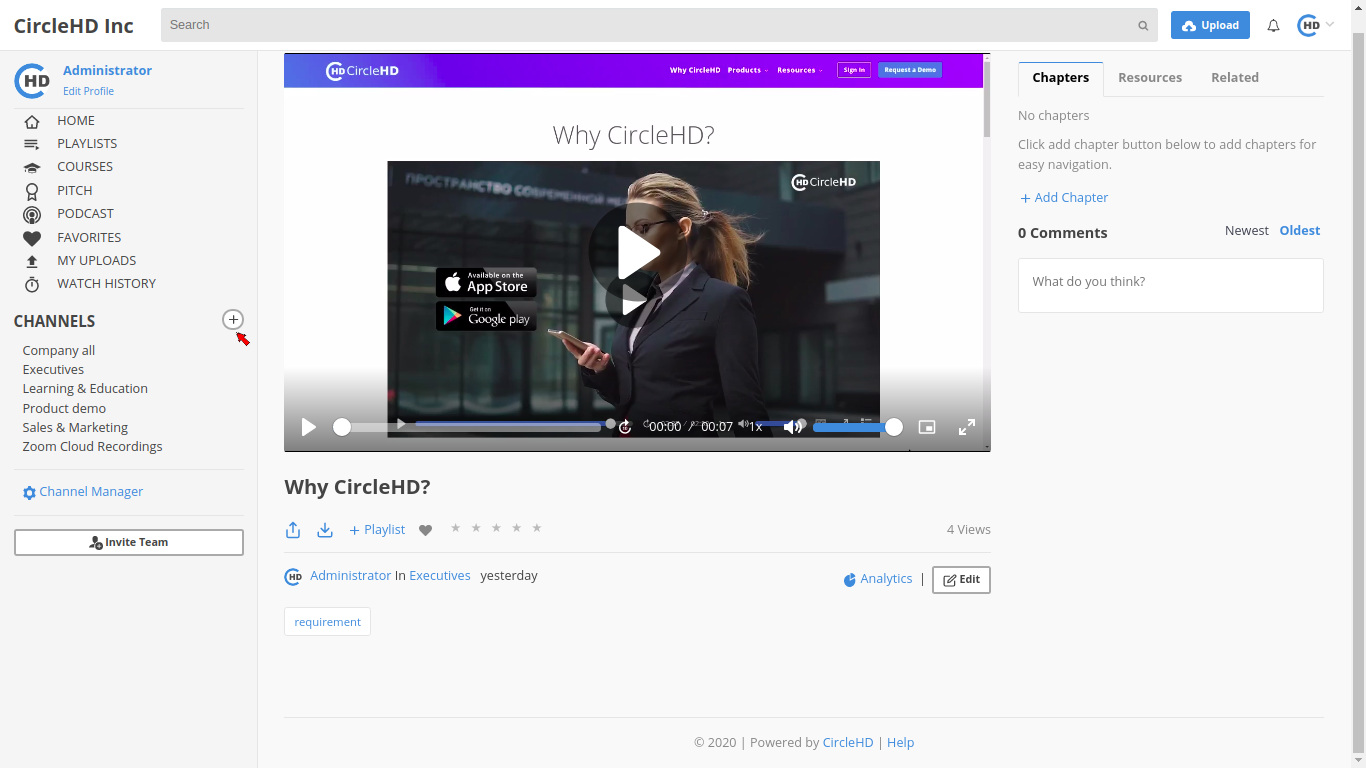 CircleHD Inc
Search
Upload
HD
HD
Administrator
Edit Profile
HOME
PLAYLISTS
COURSES
PITCH
PODCAST
FAVORITES
MY UPLOADS
WATCH HISTORY
CHANNELS
Company all
Executives
Learning & Education
Product demo
Sales & Marketing
Zoom Cloud Recordings
Channel Manager
Invite Team
HD CircleHD
Why CircleHD Products Resources Sign In Request a Demo
Why CircleHD?
ПРОСТРАНСТВО СОВРЕМЕННОЙ
HD CircleHD
Available on the
App Store
Get it on
Google play
00:00 / 00:07 1x
Why CircleHD?
+ Playlist
4 Views
HD Administrator In Executives yesterday
Analytics | Edit
requirement
Chapters Resources Related
No chapters
Click add chapter button below to add chapters for
easy navigation.
+ Add Chapter
0 Comments Newest Oldest
What do you think?
© 2020 | Powered by CircleHD | Help